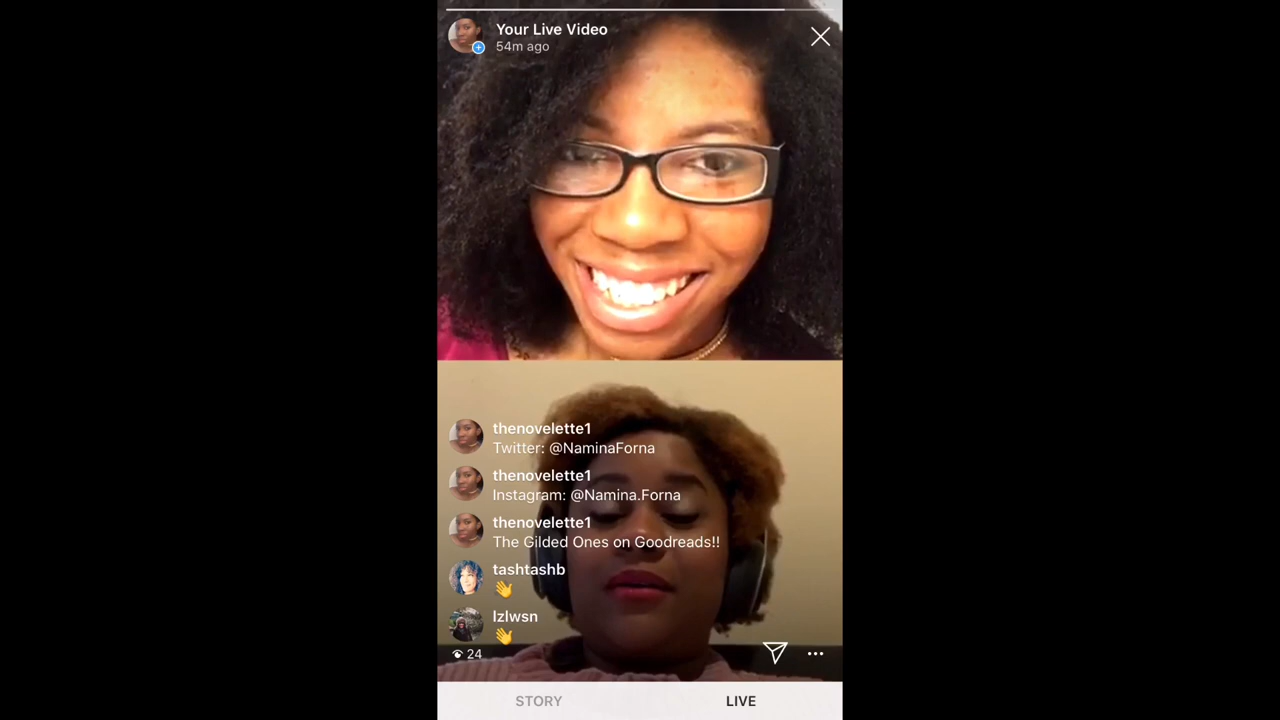 Your Live Video
54m ago
thenovelette1
Twitter: @NaminaForna
thenovelette1
Instagram: @Namina.Forna
thenovelette1
The Gilded Ones on Goodreads!!
tashtashb
👋
lzlwsn
👋
24
STORY LIVE